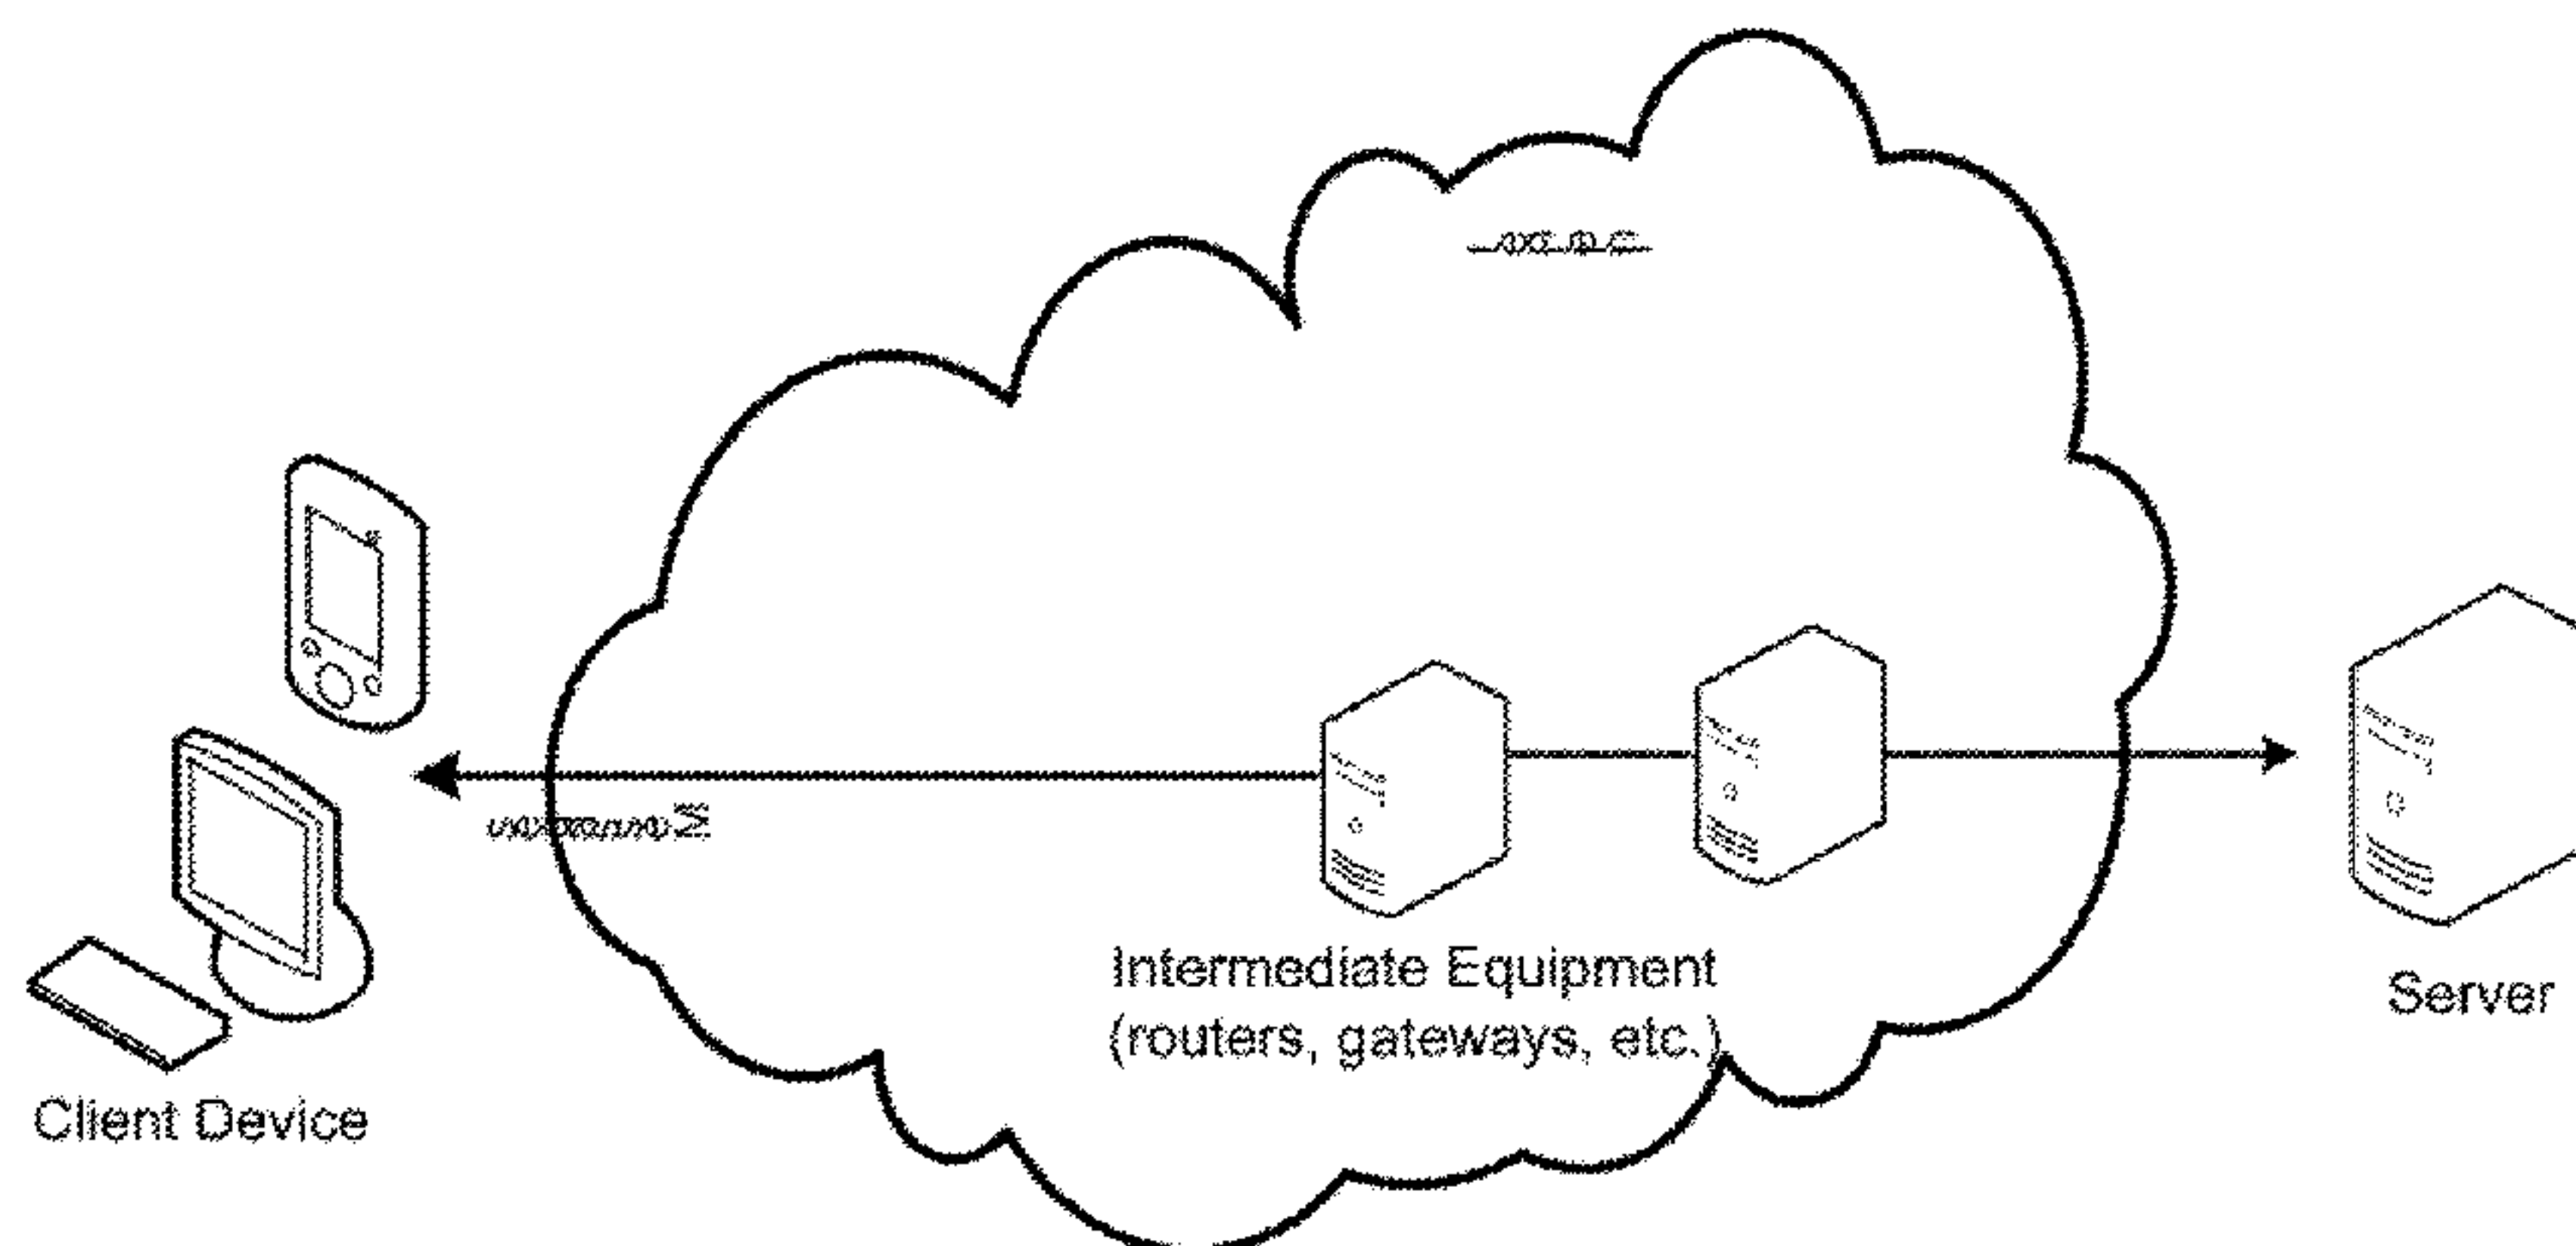 Intermediate Equipment
(routers, gateways, etc.)
Server
Client Device